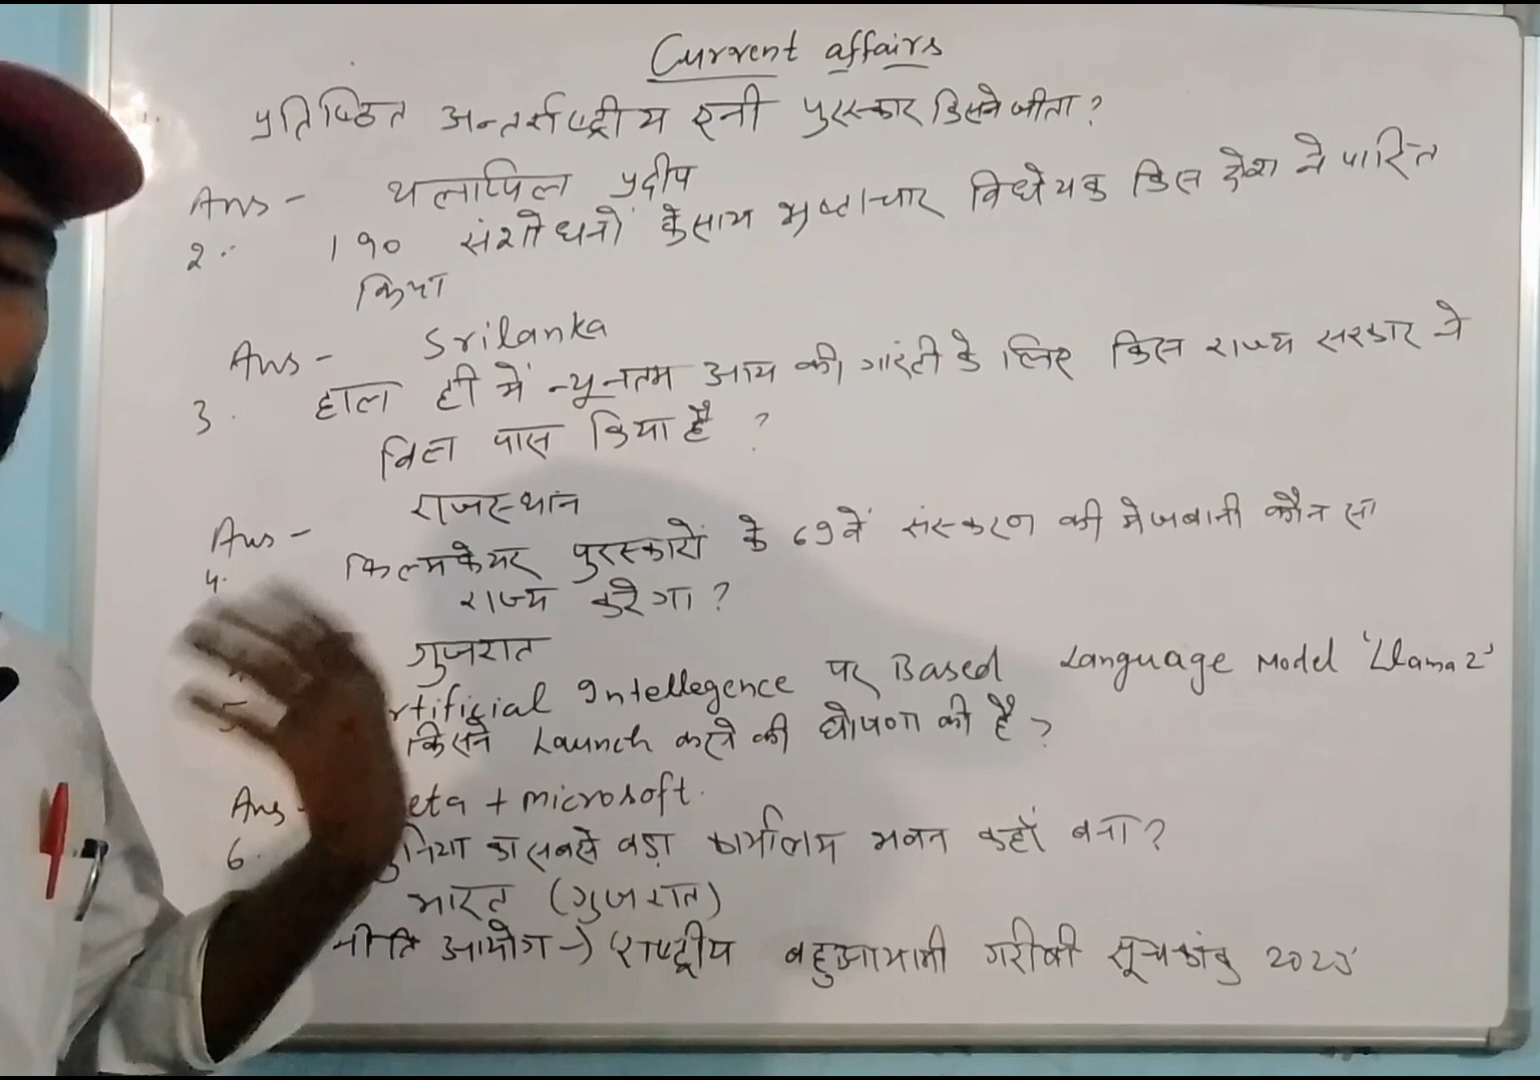 Current affairs
प्रतिष्ठित अन्तर्राष्ट्रीय एनी पुरस्कार किसने जीता?
Ans - थलाप्पिल प्रदीप
2.. 190 संशोधनों के साथ भ्रष्टाचार विधेयक किस देश ने पारित
किया
Ans - Srilanka
3. हाल ही में न्यूनतम आय की गारंटी के लिए किस राज्य सरकार ने
बिल पास किया है ?
Ans - राजस्थान
4. फिल्मफेयर पुरस्कारों के 69वें संस्करण की मेजबानी कौन सा
राज्य करेगा?
गुजरात
5 rtificial Intellegence पर Based Language Model 'Llama 2'
किसने Launch करने की घोषणा की है ?
Ans - eta + microsoft.
6. ुनिया का सबसे बड़ा कार्यालय भवन कहाँ बना?
भारत (गुजरात)
नीति आयोग → राष्ट्रीय बहुआयामी गरीबी सूचकांक